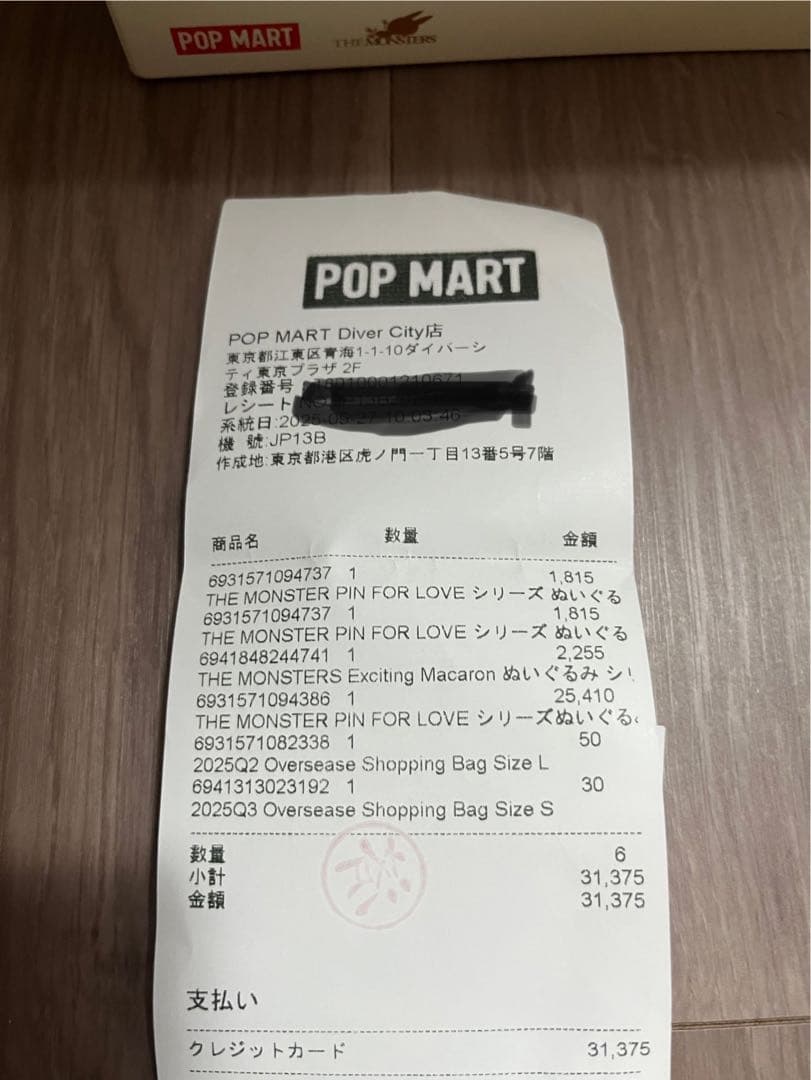 POP MART
THE MONSTERS
POP MART
POP MART Diver City店
東京都江東区青海1-1-10ダイバーシ
ティ東京プラザ 2F
登録番号
レシート
系統日:2025-09-27 10:03:46
機 號:JP13B
作成地:東京都港区虎ノ門一丁目13番5号7階
商品名 数量 金額
6931571094737 1 1,815
THE MONSTER PIN FOR LOVE シリーズ ぬいぐる
6931571094737 1 1,815
THE MONSTER PIN FOR LOVE シリーズ ぬいぐる
6941848244741 1 2,255
THE MONSTERS Exciting Macaron ぬいぐるみ シリ
6931571094386 1 25,410
THE MONSTER PIN FOR LOVE シリーズぬいぐる
6931571082338 1 50
2025Q2 Oversease Shopping Bag Size L
6941313023192 1 30
2025Q3 Oversease Shopping Bag Size S
数量 6
小計 31,375
金額 31,375
支払い
クレジットカード 31,375